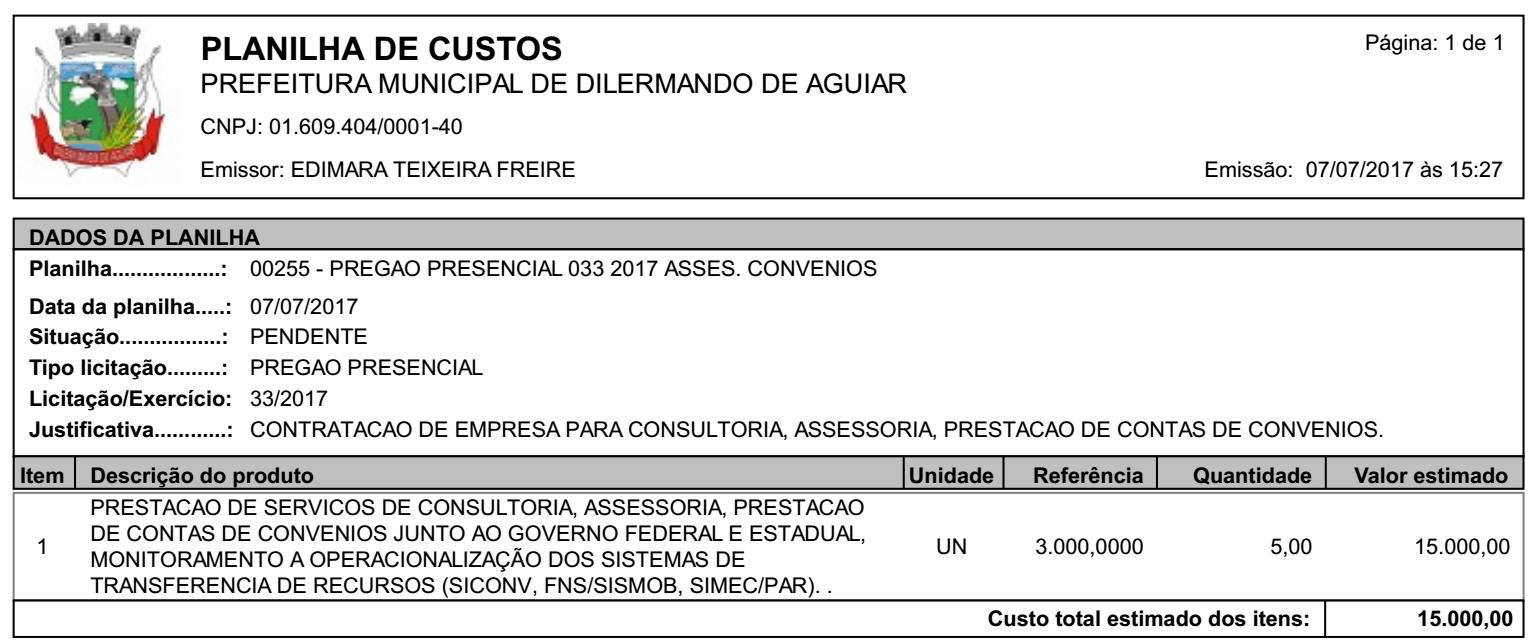 PLANILHA DE CUSTOS
Página: 1 de 1
PREFEITURA MUNICIPAL DE DILERMANDO DE AGUIAR
CNPJ: 01.609.404/0001-40
Emissor: EDIMARA TEIXEIRA FREIRE
Emissão: 07/07/2017 às 15:27
DILERMANDO DE AGUIAR
DADOS DA PLANILHA
Planilha..................: 00255 - PREGAO PRESENCIAL 033 2017 ASSES. CONVENIOS
Data da planilha.....: 07/07/2017
Situação.................: PENDENTE
Tipo licitação.........: PREGAO PRESENCIAL
Licitação/Exercício: 33/2017
Justificativa............: CONTRATACAO DE EMPRESA PARA CONSULTORIA, ASSESSORIA, PRESTACAO DE CONTAS DE CONVENIOS.
Item Descrição do produto Unidade Referência Quantidade Valor estimado
PRESTACAO DE SERVICOS DE CONSULTORIA, ASSESSORIA, PRESTACAO
DE CONTAS DE CONVENIOS JUNTO AO GOVERNO FEDERAL E ESTADUAL,
1 UN 3.000,0000 5,00 15.000,00
MONITORAMENTO A OPERACIONALIZAÇÃO DOS SISTEMAS DE
TRANSFERENCIA DE RECURSOS (SICONV, FNS/SISMOB, SIMEC/PAR). .
Custo total estimado dos itens: 15.000,00